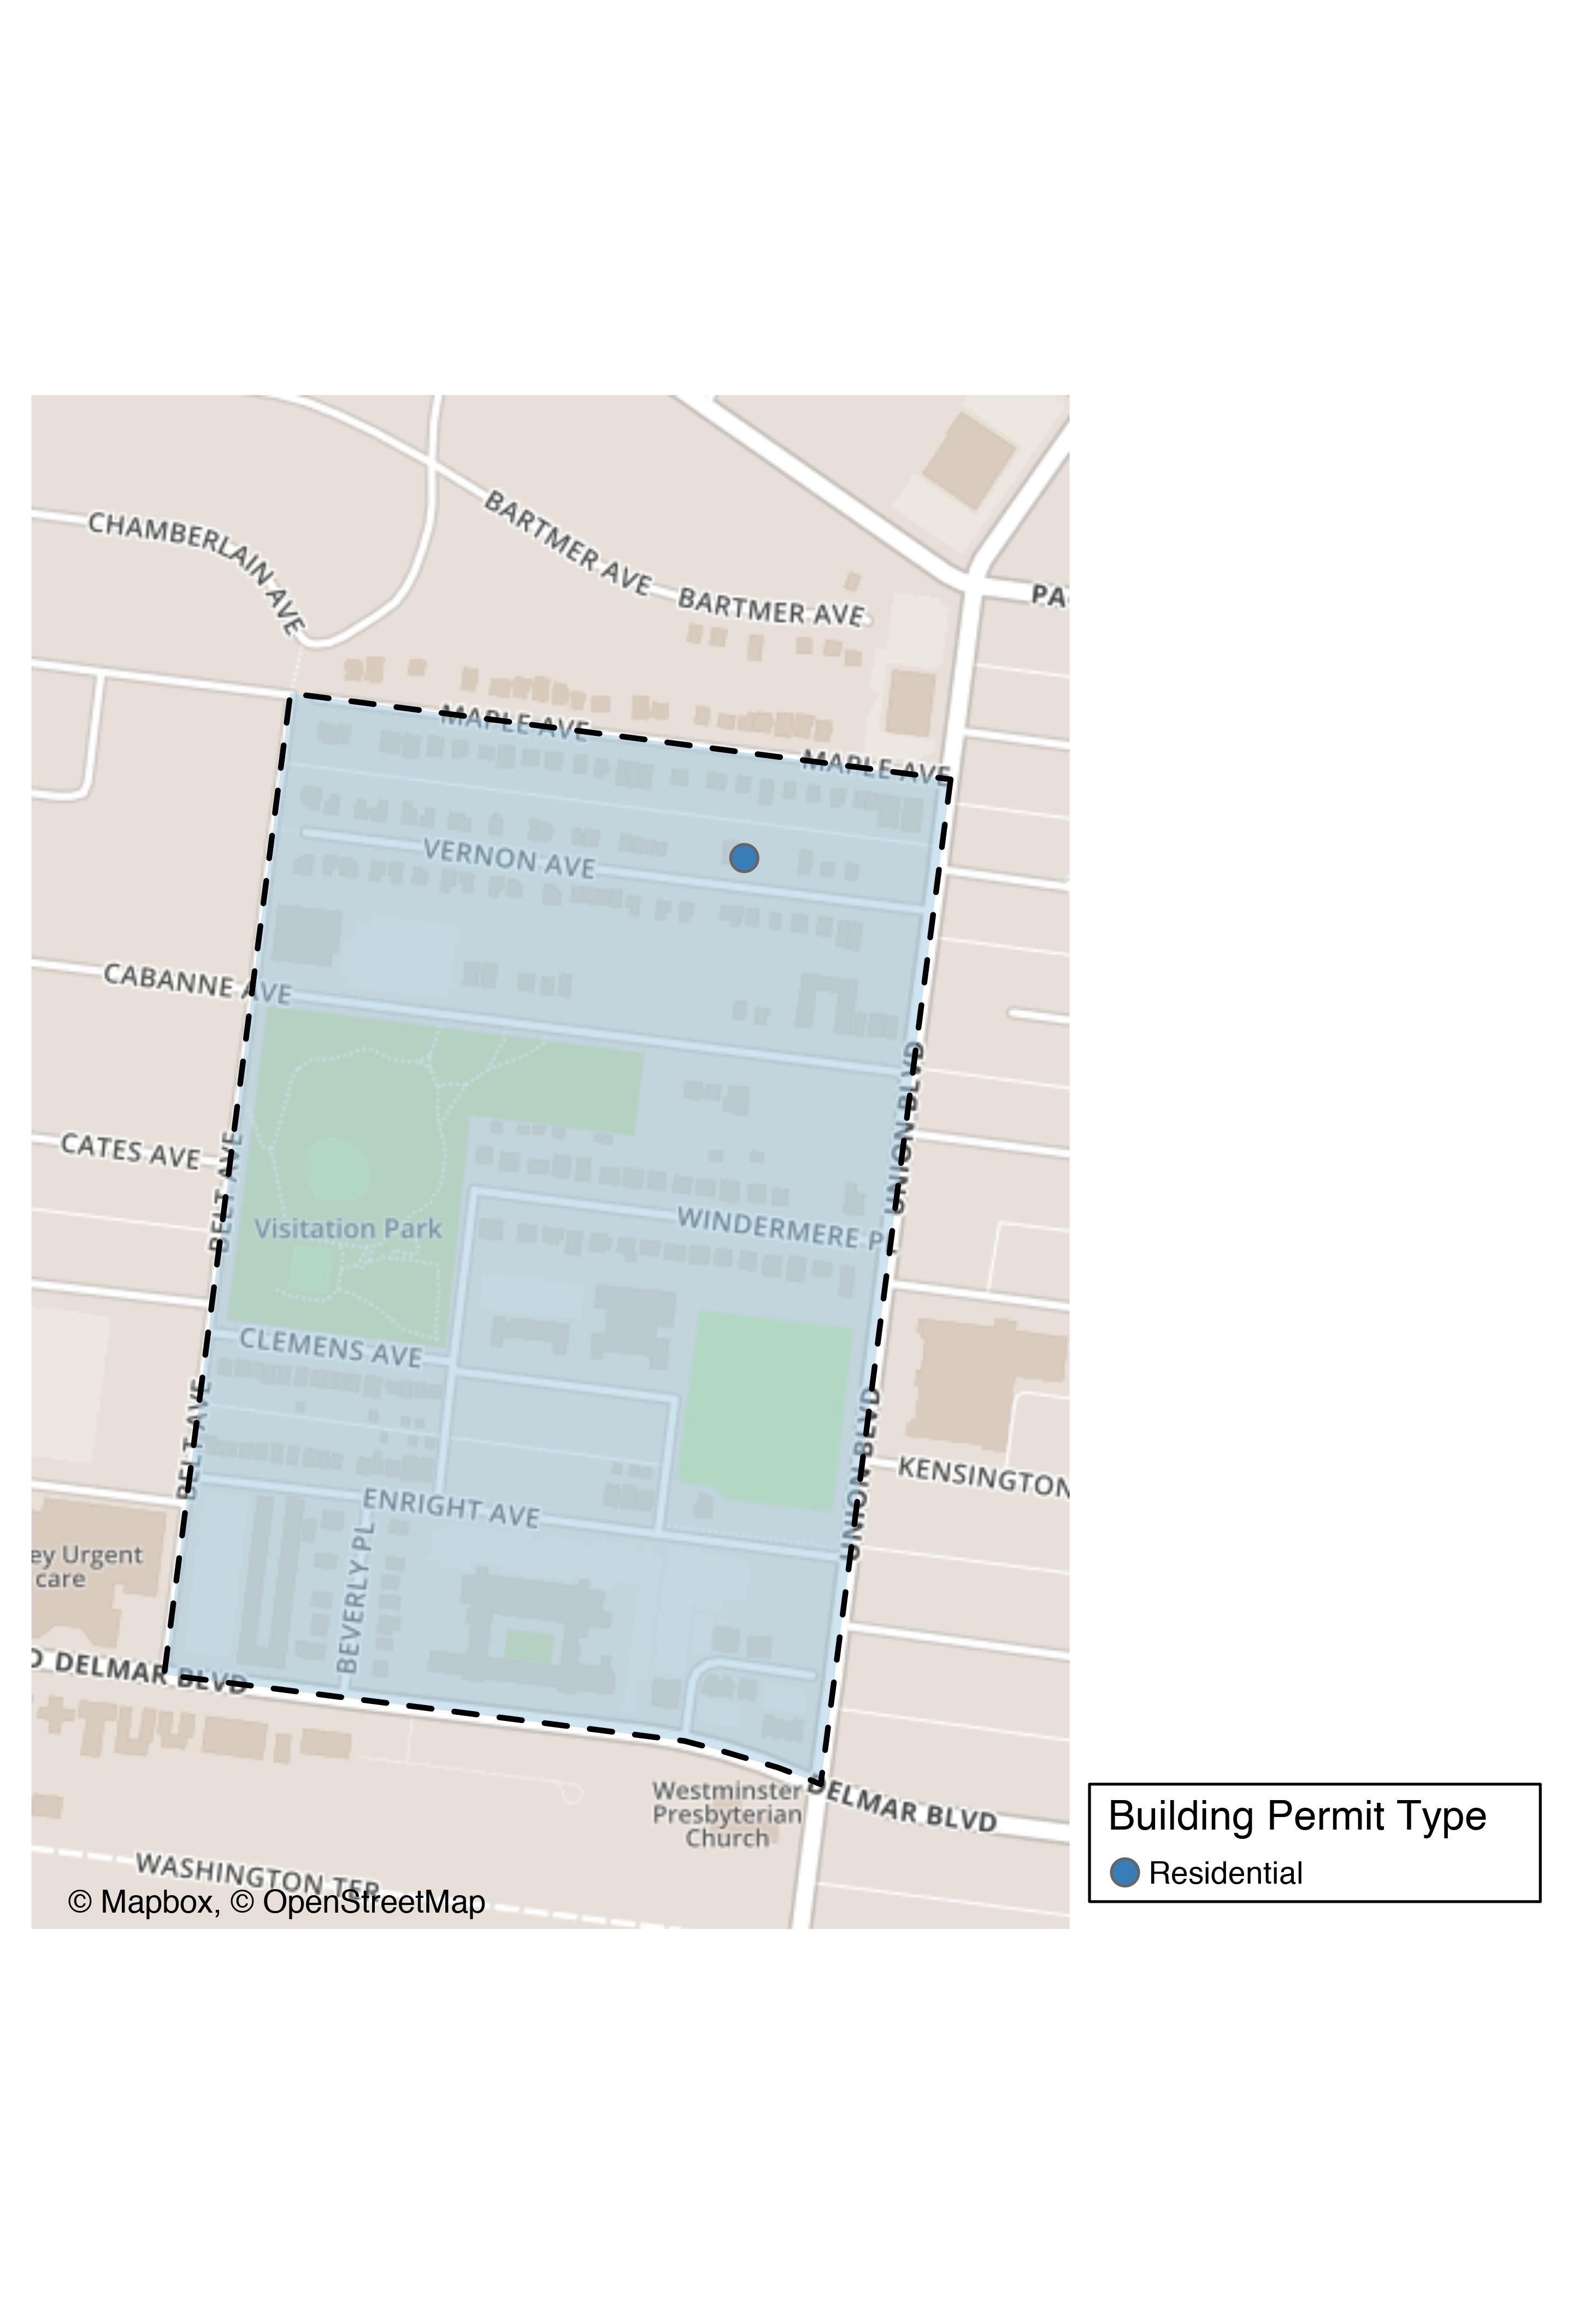 CHAMBERLAIN AVE
BARTMER AVE
BARTMER AVE
MAPLE AVE
MAPLE AVE
VERNON AVE
CABANNE AVE
UNION BLVD
CATES AVE
BELT AVE
Visitation Park
WINDERMERE
CLEMENS AVE
BELT AVE
UNION BLVD
KENSINGTON
ENRIGHT AVE
BEVERLY PL
ey Urgent
care
DELMAR BLVD
Westminster
Presbyterian
Church
DELMAR BLVD
WASHINGTON TER
© Mapbox, © OpenStreetMap
Building Permit Type
Residential